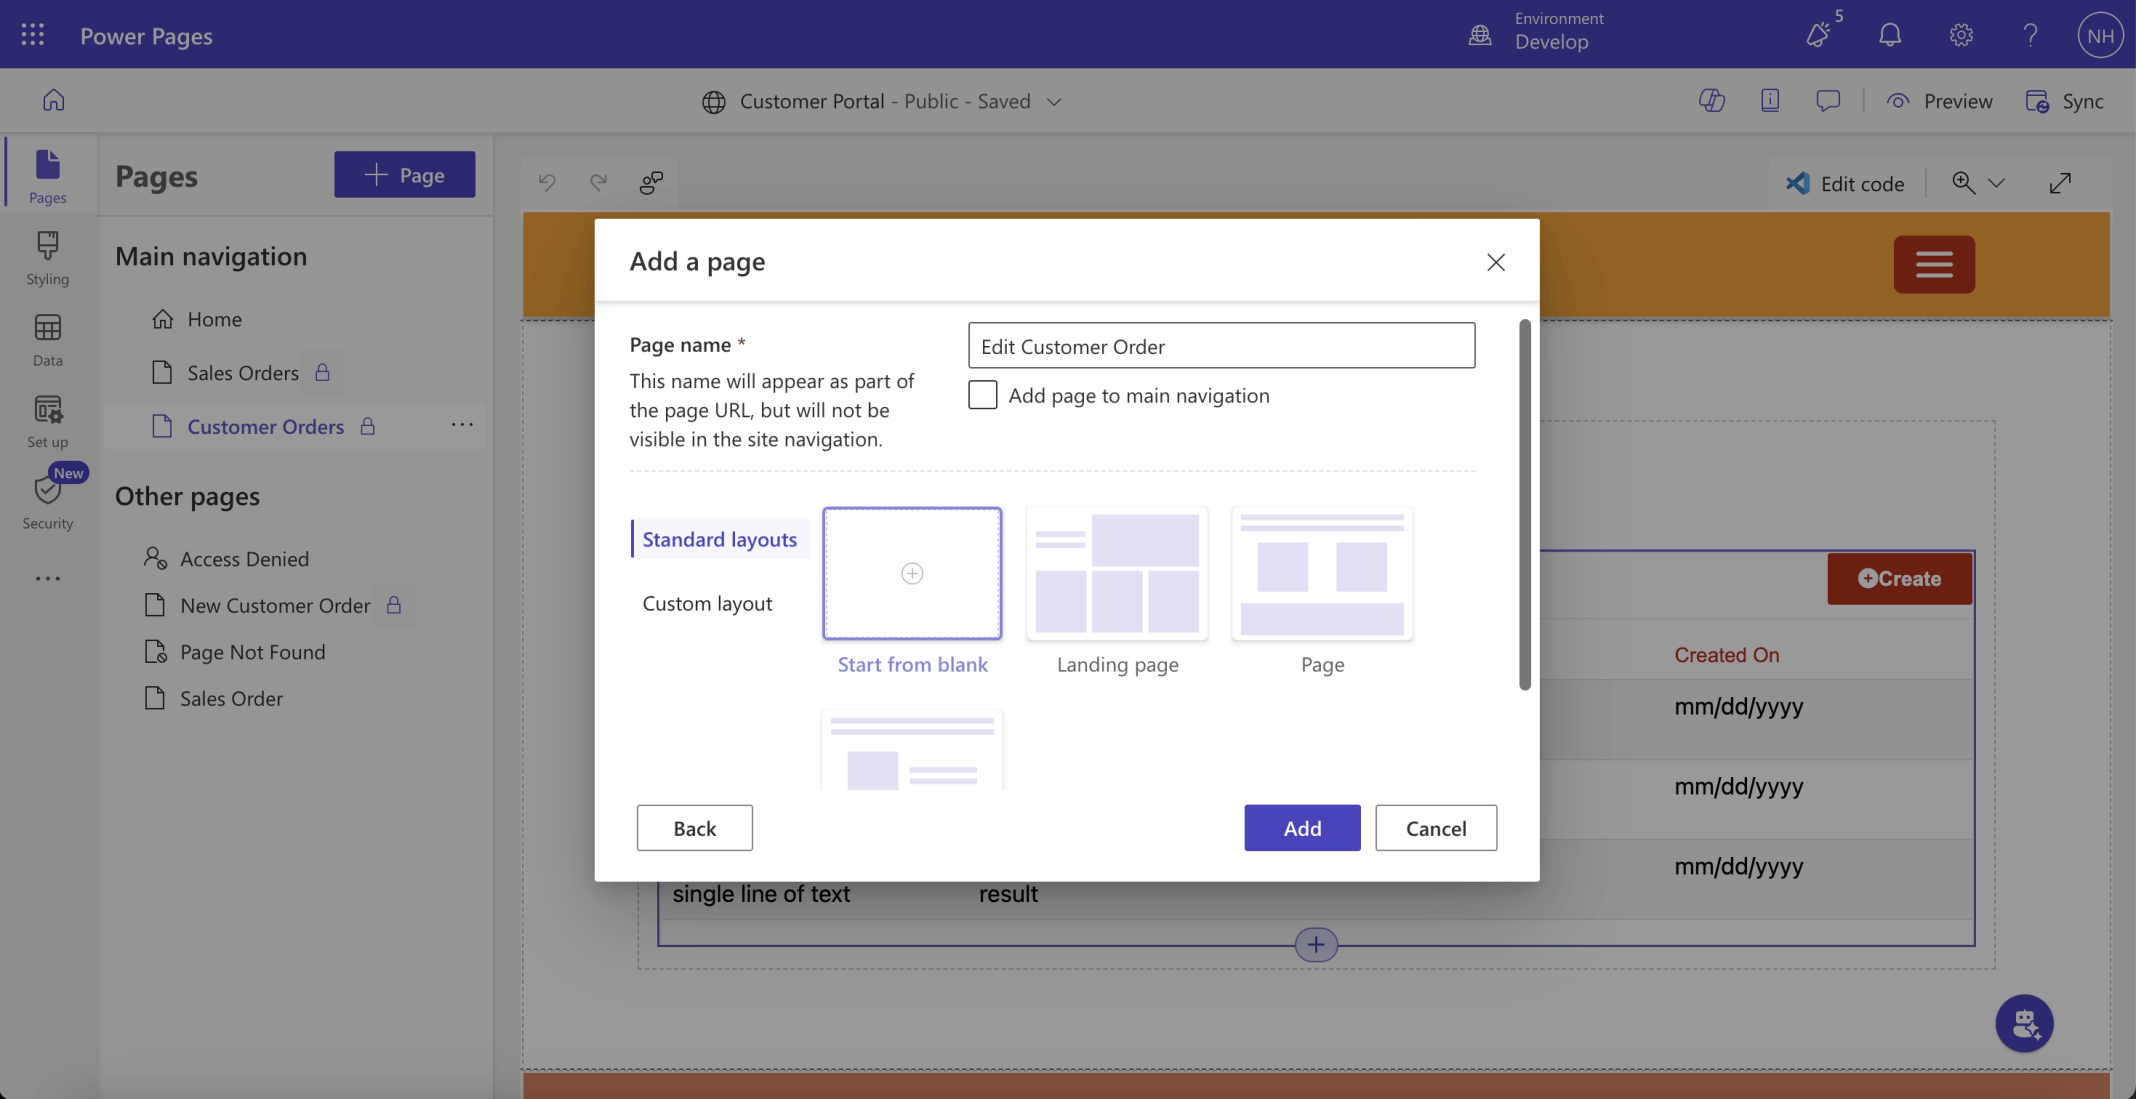 Power Pages
Environment
Develop
5
NH
Customer Portal - Public - Saved
Preview
Sync
Pages
Styling
Data
Set up
New
Security
Pages
Page
Main navigation
Home
Sales Orders
Customer Orders
Other pages
Access Denied
New Customer Order
Page Not Found
Sales Order
Edit code
Add a page
Page name *
This name will appear as part of
the page URL, but will not be
visible in the site navigation.
Edit Customer Order
Add page to main navigation
Standard layouts
Custom layout
Start from blank
Landing page
Page
Back
Add
Cancel
Create
Created On
mm/dd/yyyy
mm/dd/yyyy
mm/dd/yyyy
single line of text
result